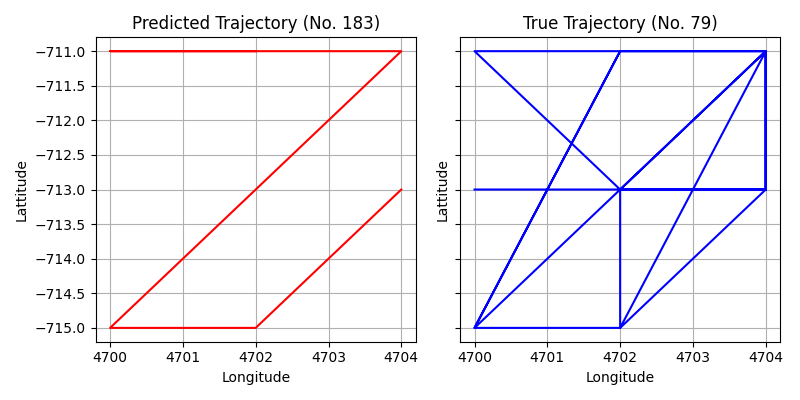 Predicted Trajectory (No. 183)
True Trajectory (No. 79)
−711.0
−711.5
−712.0
−712.5
−713.0
−713.5
−714.0
−714.5
−715.0
Lattitude
Lattitude
4700 4701 4702 4703 4704
4700 4701 4702 4703 4704
Longitude
Longitude